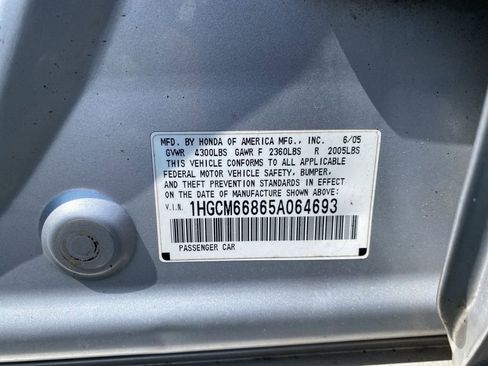 MFD. BY HONDA OF AMERICA MFG., INC. 6/05
GVWR 4300LBS GAWR F 2360LBS R 2005LBS
THIS VEHICLE CONFORMS TO ALL APPLICABLE
FEDERAL MOTOR VEHICLE SAFETY, BUMPER,
AND THEFT PREVENTION STANDARDS IN EFFECT
ON THE DATE OF MANUFACTURE SHOWN ABOVE:
V.I.N. 1HGCM66865A064693
PASSENGER CAR